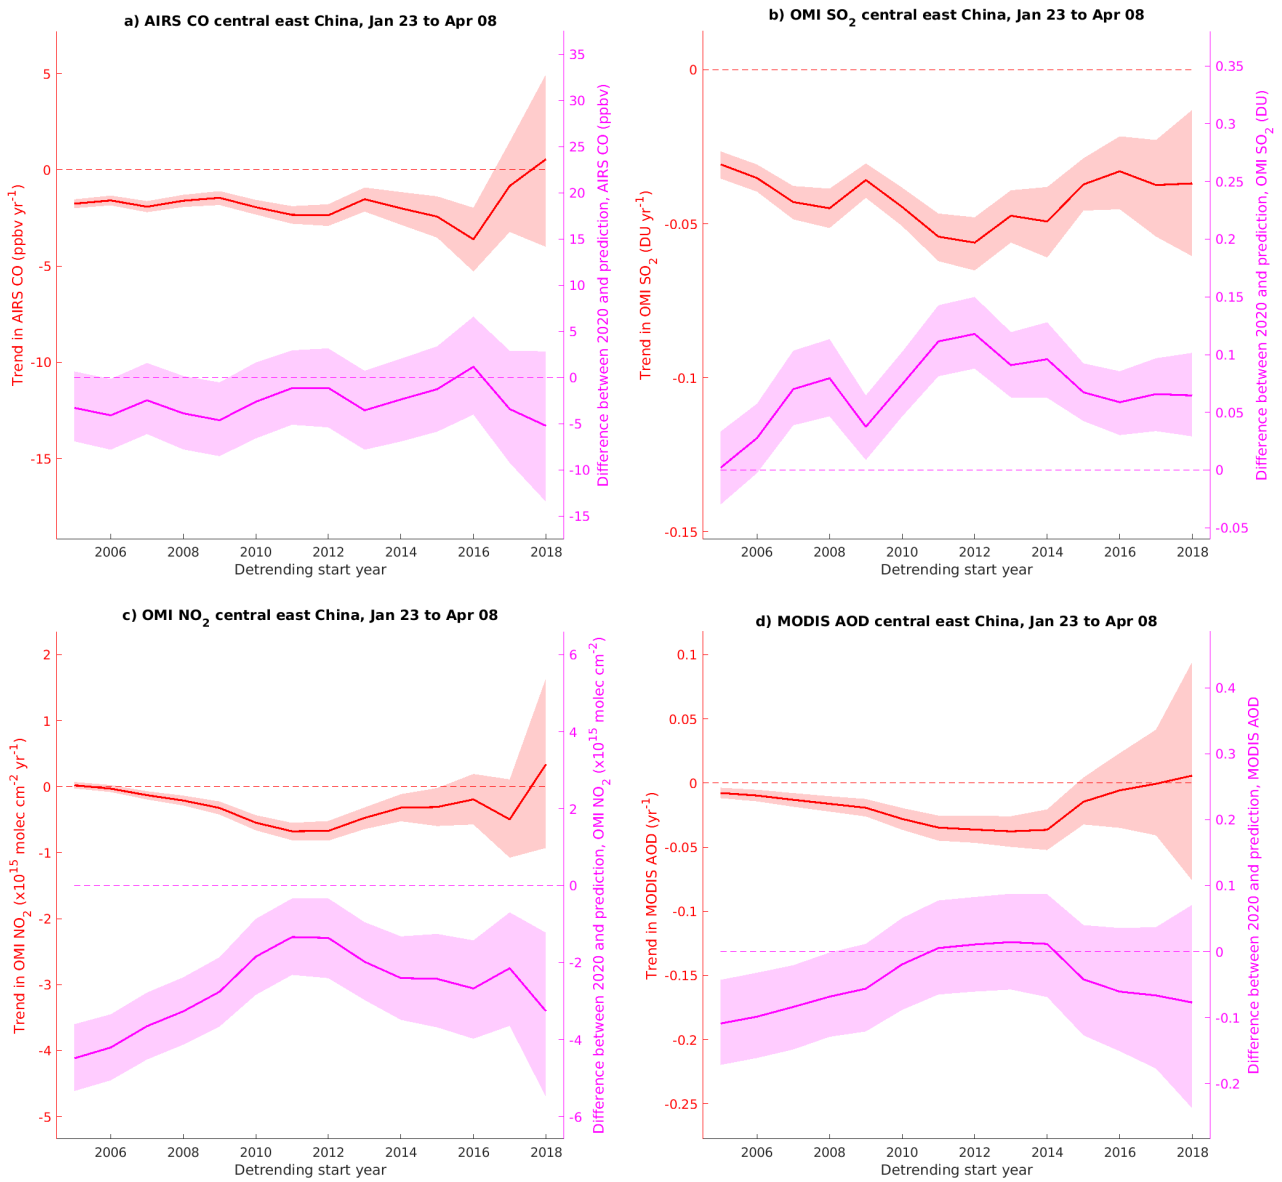 a) AIRS CO central east China, Jan 23 to Apr 08
5
0
-5
-10
-15
Trend in AIRS CO (ppbv yr-1)
35
30
25
20
15
10
5
0
-5
-10
-15
Difference between 2020 and prediction, AIRS CO (ppbv)
2006 2008 2010 2012 2014 2016 2018
Detrending start year
b) OMI SO2 central east China, Jan 23 to Apr 08
0
-0.05
-0.1
-0.15
Trend in OMI SO2 (DU yr-1)
0.35
0.3
0.25
0.2
0.15
0.1
0.05
0
-0.05
Difference between 2020 and prediction, OMI SO2 (DU)
2006 2008 2010 2012 2014 2016 2018
Detrending start year
c) OMI NO2 central east China, Jan 23 to Apr 08
2
1
0
-1
-2
-3
-4
-5
Trend in OMI NO2 (x1015 molec cm-2 yr-1)
6
4
2
0
-2
-4
-6
Difference between 2020 and prediction, OMI NO2 (x1015 molec cm-2)
2006 2008 2010 2012 2014 2016 2018
Detrending start year
d) MODIS AOD central east China, Jan 23 to Apr 08
0.1
0.05
0
-0.05
-0.1
-0.15
-0.2
-0.25
Trend in MODIS AOD (yr-1)
0.4
0.3
0.2
0.1
0
-0.1
-0.2
Difference between 2020 and prediction, MODIS AOD
2006 2008 2010 2012 2014 2016 2018
Detrending start year